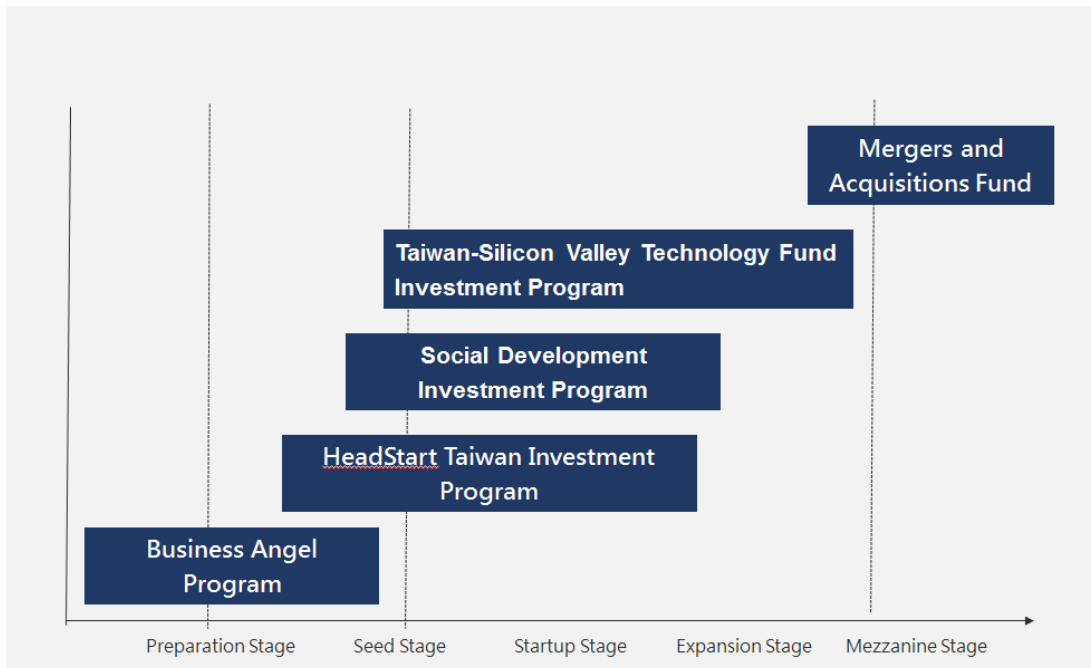 Mergers and
Acquisitions Fund
Taiwan-Silicon Valley Technology Fund
Investment Program
Social Development
Investment Program
HeadStart Taiwan Investment
Program
Business Angel
Program
Preparation Stage
Seed Stage
Startup Stage
Expansion Stage
Mezzanine Stage